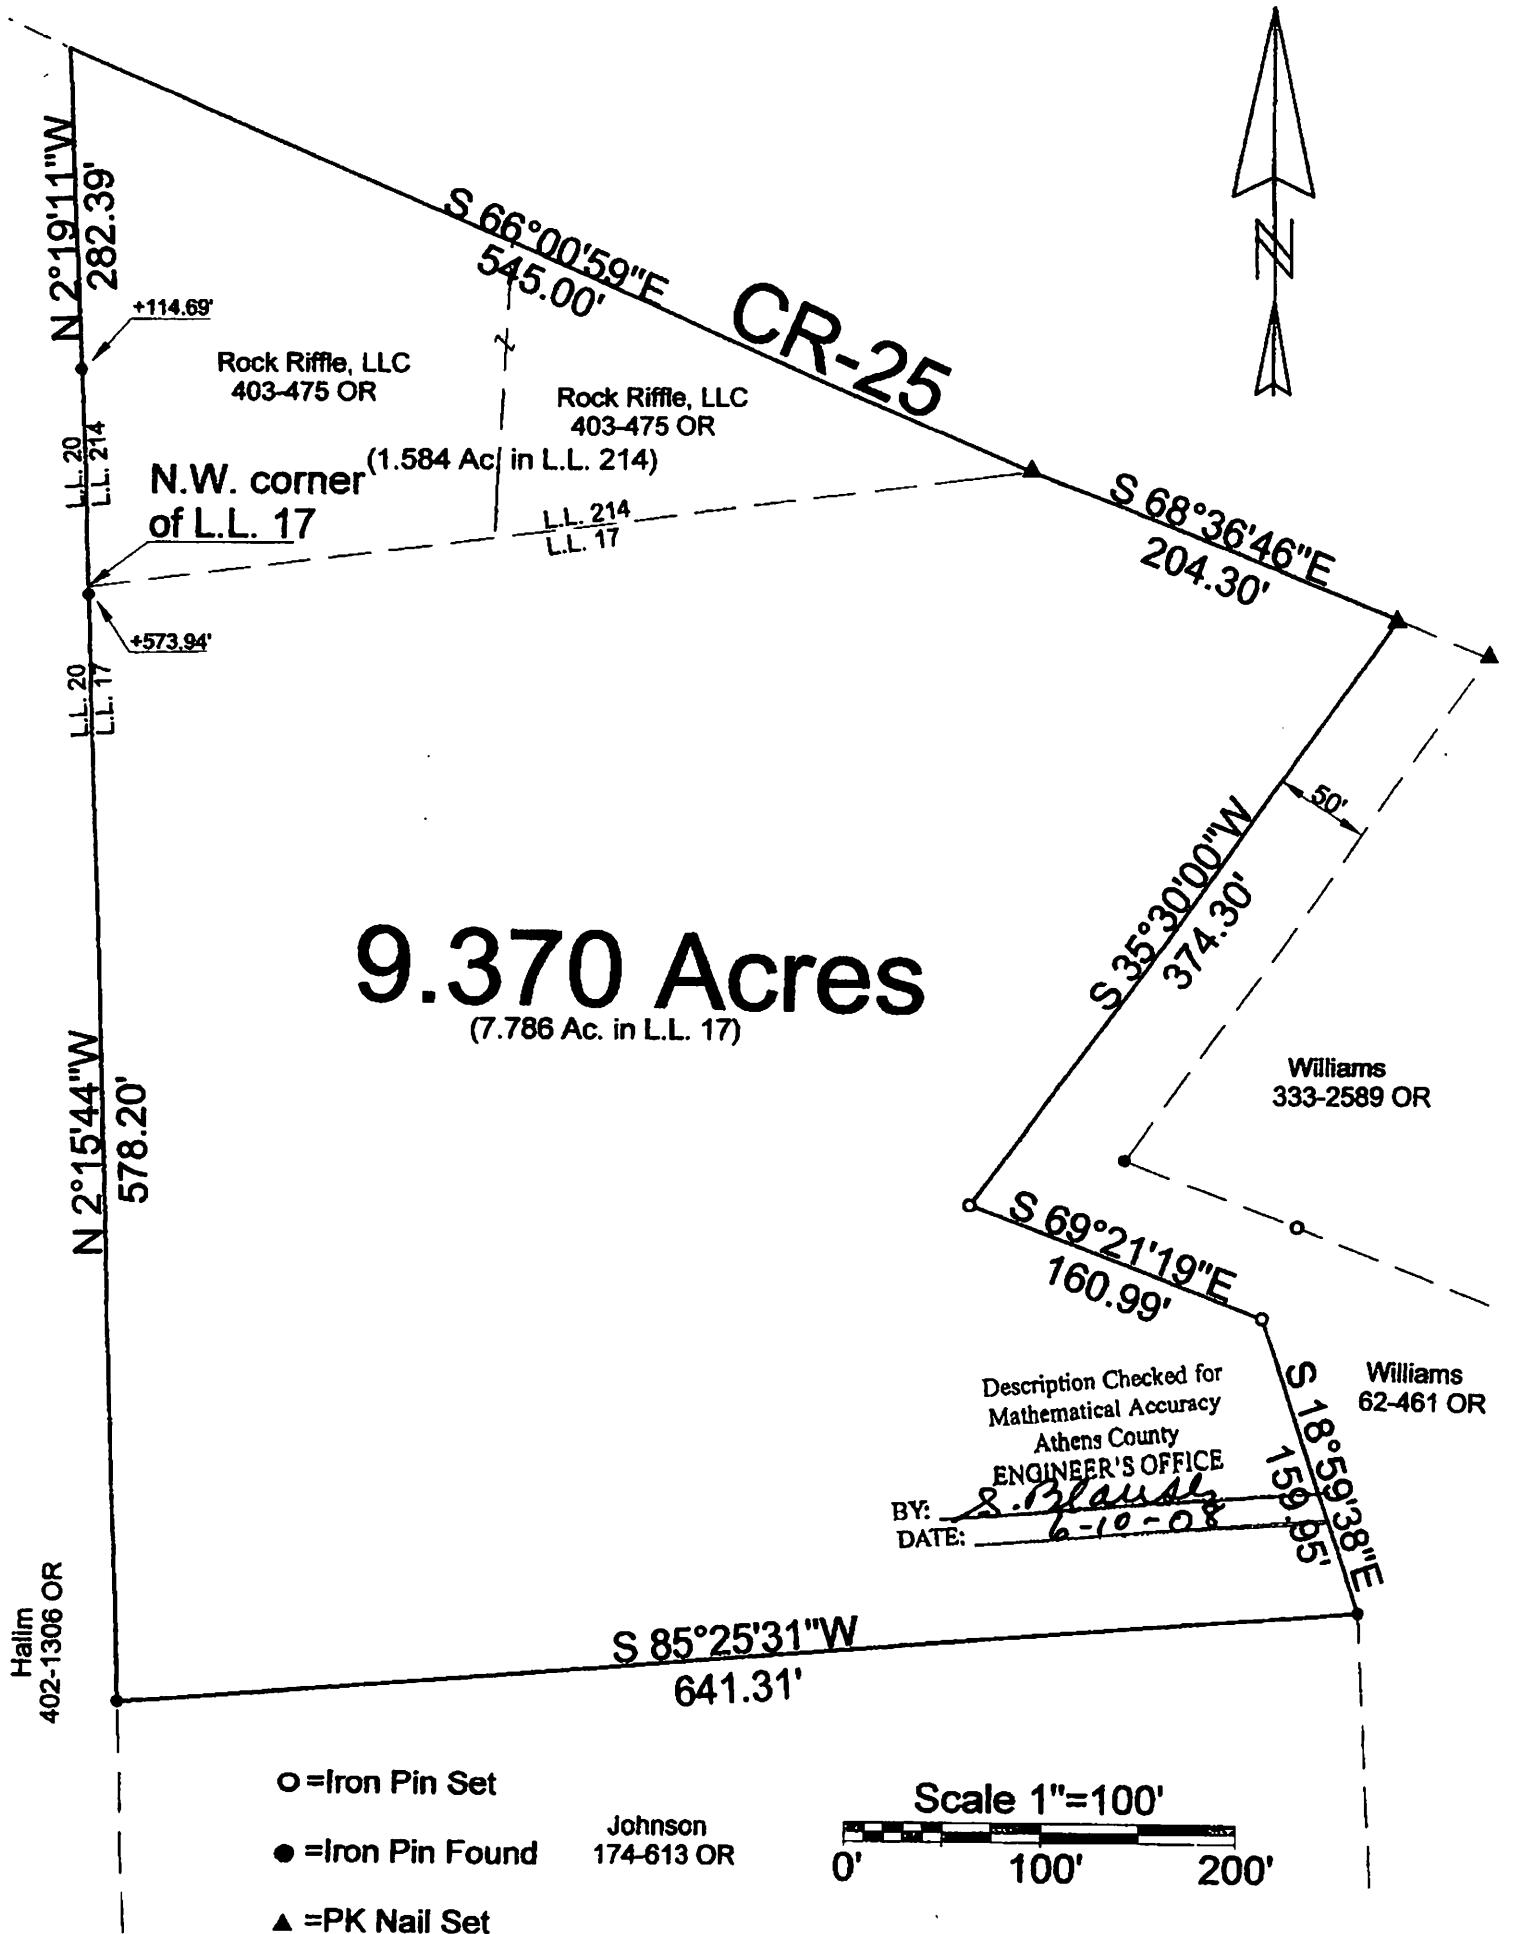 N
N 2°19'11"W
282.39'
S 66°00'59"E
545.00'
CR-25
+114.69'
Rock Riffle, LLC
403-475 OR
Rock Riffle, LLC
403-475 OR
(1.584 Ac. in L.L. 214)
L.L. 20
L.L. 214
N.W. corner
of L.L. 17
L.L. 214
L.L. 17
S 68°36'46"E
204.30'
+573.94'
L.L. 20
L.L. 17
50'
S 35°30'00"W
374.30'
9.370 Acres
(7.786 Ac. in L.L. 17)
Williams
333-2589 OR
N 2°15'44"W
578.20'
S 69°21'19"E
160.99'
Williams
62-461 OR
S 18°59'38"E
159.95'
Description Checked for
Mathematical Accuracy
Athens County
ENGINEER'S OFFICE
BY: S.
DATE: 6-10-08
Halim
402-1306 OR
S 85°25'31"W
641.31'
o =Iron Pin Set
● =Iron Pin Found
▲ =PK Nail Set
Johnson
174-613 OR
Scale 1"=100'
0' 100' 200'